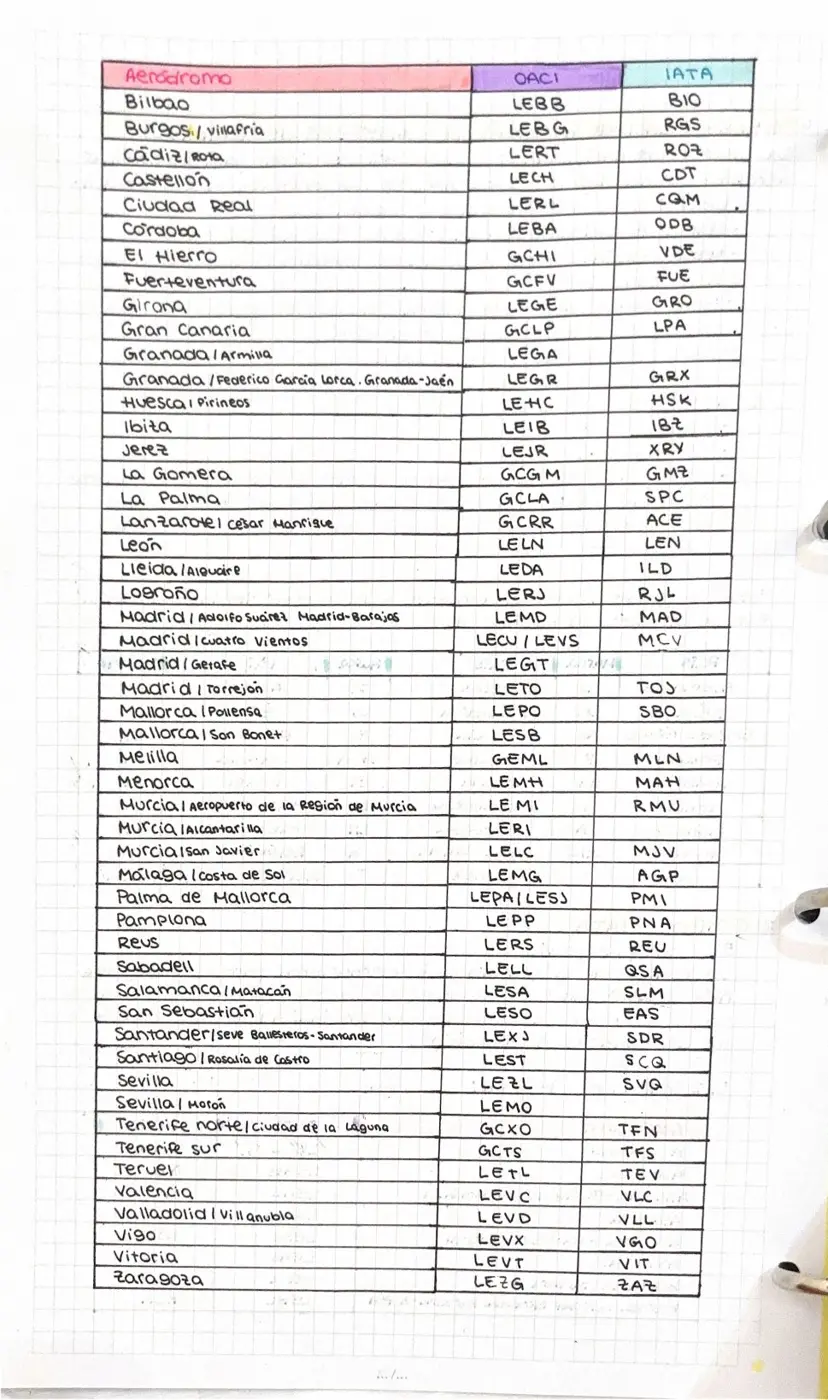 Aeródromo OACI IATA
Bilbao LEBB BIO
Burgos / Villafría LEBG RGS
Cádiz / Rota LERT ROZ
Castellón LECH CDT
Ciudad Real LERL CQM
Córdoba LEBA ODB
El Hierro GCHI VDE
Fuerteventura GCFV FUE
Girona LEGE GRO
Gran Canaria GCLP LPA
Granada / Armilla LEGA
Granada / Federico García Lorca. Granada-Jaén LEGR GRX
Huesca / Pirineos LEHC HSK
Ibiza LEIB IBZ
Jerez LEJR XRY
La Gomera GCGM GMZ
La Palma GCLA SPC
Lanzarote / César Manrique GCRR ACE
León LELN LEN
Lleida / Alguaire LEDA ILD
Logroño LERJ RJL
Madrid / Adolfo Suárez Madrid-Barajas LEMD MAD
Madrid / Cuatro Vientos LECU / LEVS MCV
Madrid / Getafe LEGT
Madrid / Torrejón LETO TOJ
Mallorca / Pollensa LEPO SBO
Mallorca / Son Bonet LESB
Melilla GEML MLN
Menorca LEMH MAH
Murcia / Aeropuerto de la Región de Murcia LEMI RMU
Murcia / Alcantarilla LERI
Murcia / San Javier LELC MJV
Málaga / Costa de Sol LEMG AGP
Palma de Mallorca LEPA / LESJ PMI
Pamplona LEPP PNA
Reus LERS REU
Sabadell LELL QSA
Salamanca / Matacán LESA SLM
San Sebastián LESO EAS
Santander / Seve Ballesteros-Santander LEXJ SDR
Santiago / Rosalía de Castro LEST SCQ
Sevilla LEZL SVQ
Sevilla / Morón LEMO
Tenerife norte / Ciudad de la Laguna GCXO TFN
Tenerife sur GCTS TFS
Teruel LETL TEV
Valencia LEVC VLC
Valladolid / Villanubla LEVD VLL
Vigo LEVX VGO
Vitoria LEVT VIT
Zaragoza LEZG ZAZ
.../...